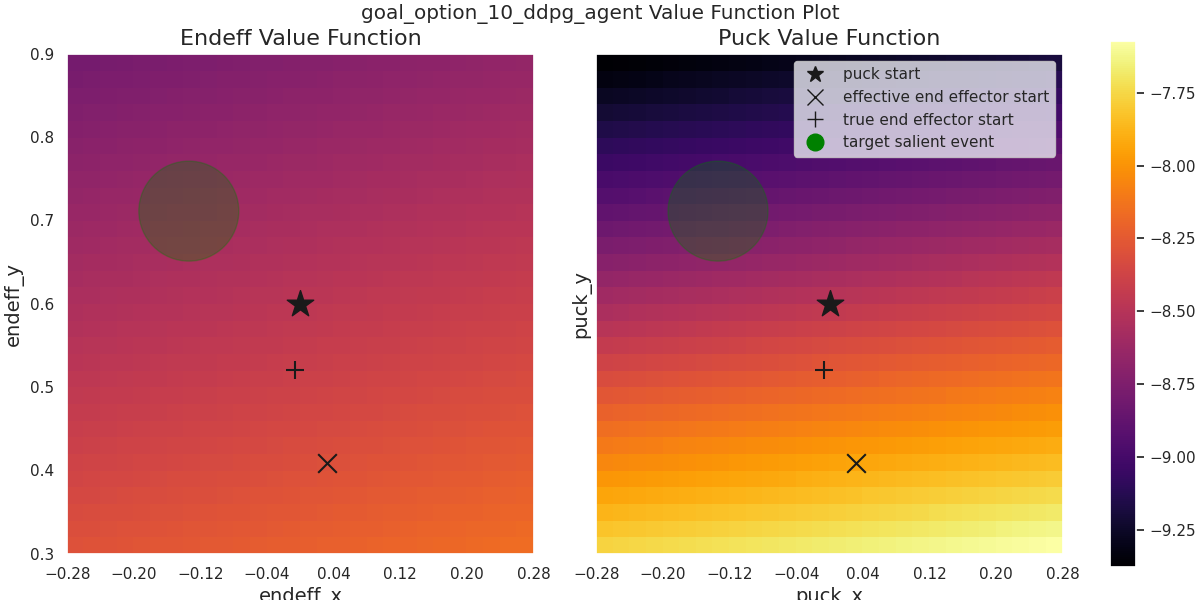 goal_option_10_ddpg_agent Value Function Plot
Endeff Value Function
endeff_y
0.9
0.8
0.7
0.6
0.5
0.4
0.3
−0.28 −0.20 −0.12 −0.04 0.04 0.12 0.20 0.28
endeff_x
Puck Value Function
puck start
effective end effector start
true end effector start
target salient event
puck_y
−0.28 −0.20 −0.12 −0.04 0.04 0.12 0.20 0.28
puck_x
−7.75
−8.00
−8.25
−8.50
−8.75
−9.00
−9.25